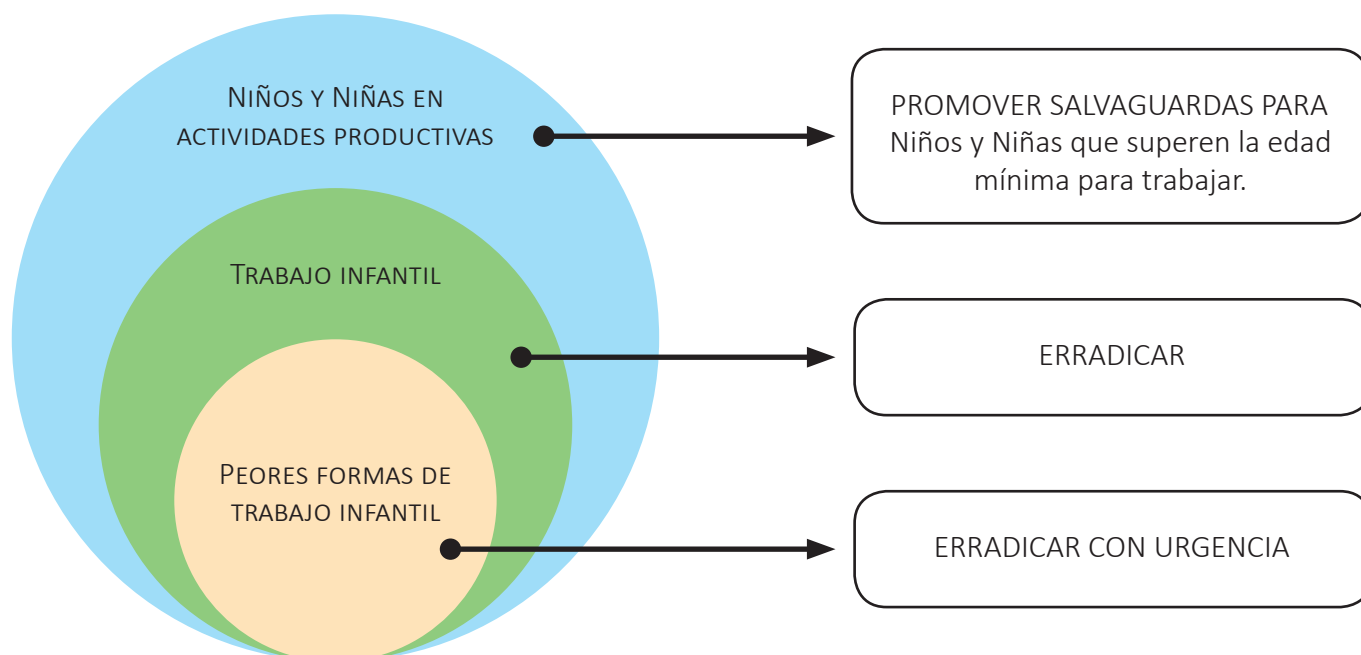 Niños y Niñas en
actividades productivas
PROMOVER SALVAGUARDAS PARA
Niños y Niñas que superen la edad
mínima para trabajar.
Trabajo infantil
ERRADICAR
Peores formas de
trabajo infantil
ERRADICAR CON URGENCIA